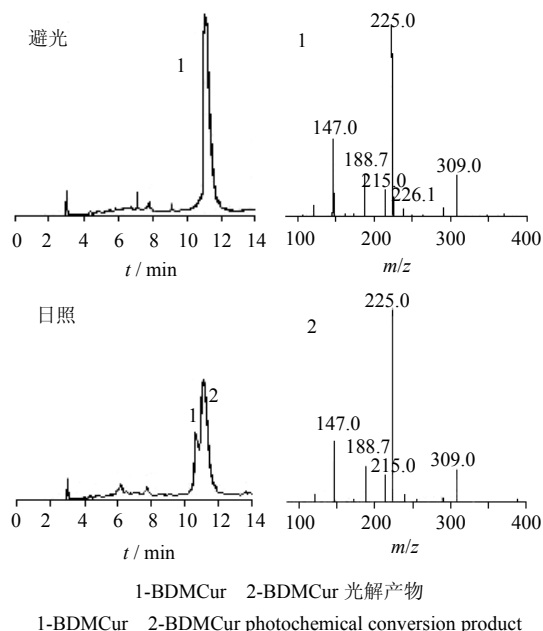 避光
1
0 2 4 6 8 10 12 14
t / min
1
225.0
147.0
188.7
215.0
226.1
309.0
100 200 300 400
m/z
日照
1
2
0 2 4 6 8 10 12 14
t / min
2
225.0
147.0
188.7
215.0
309.0
100 200 300 400
m/z
1-BDMCur 2-BDMCur 光解产物
1-BDMCur 2-BDMCur photochemical conversion product